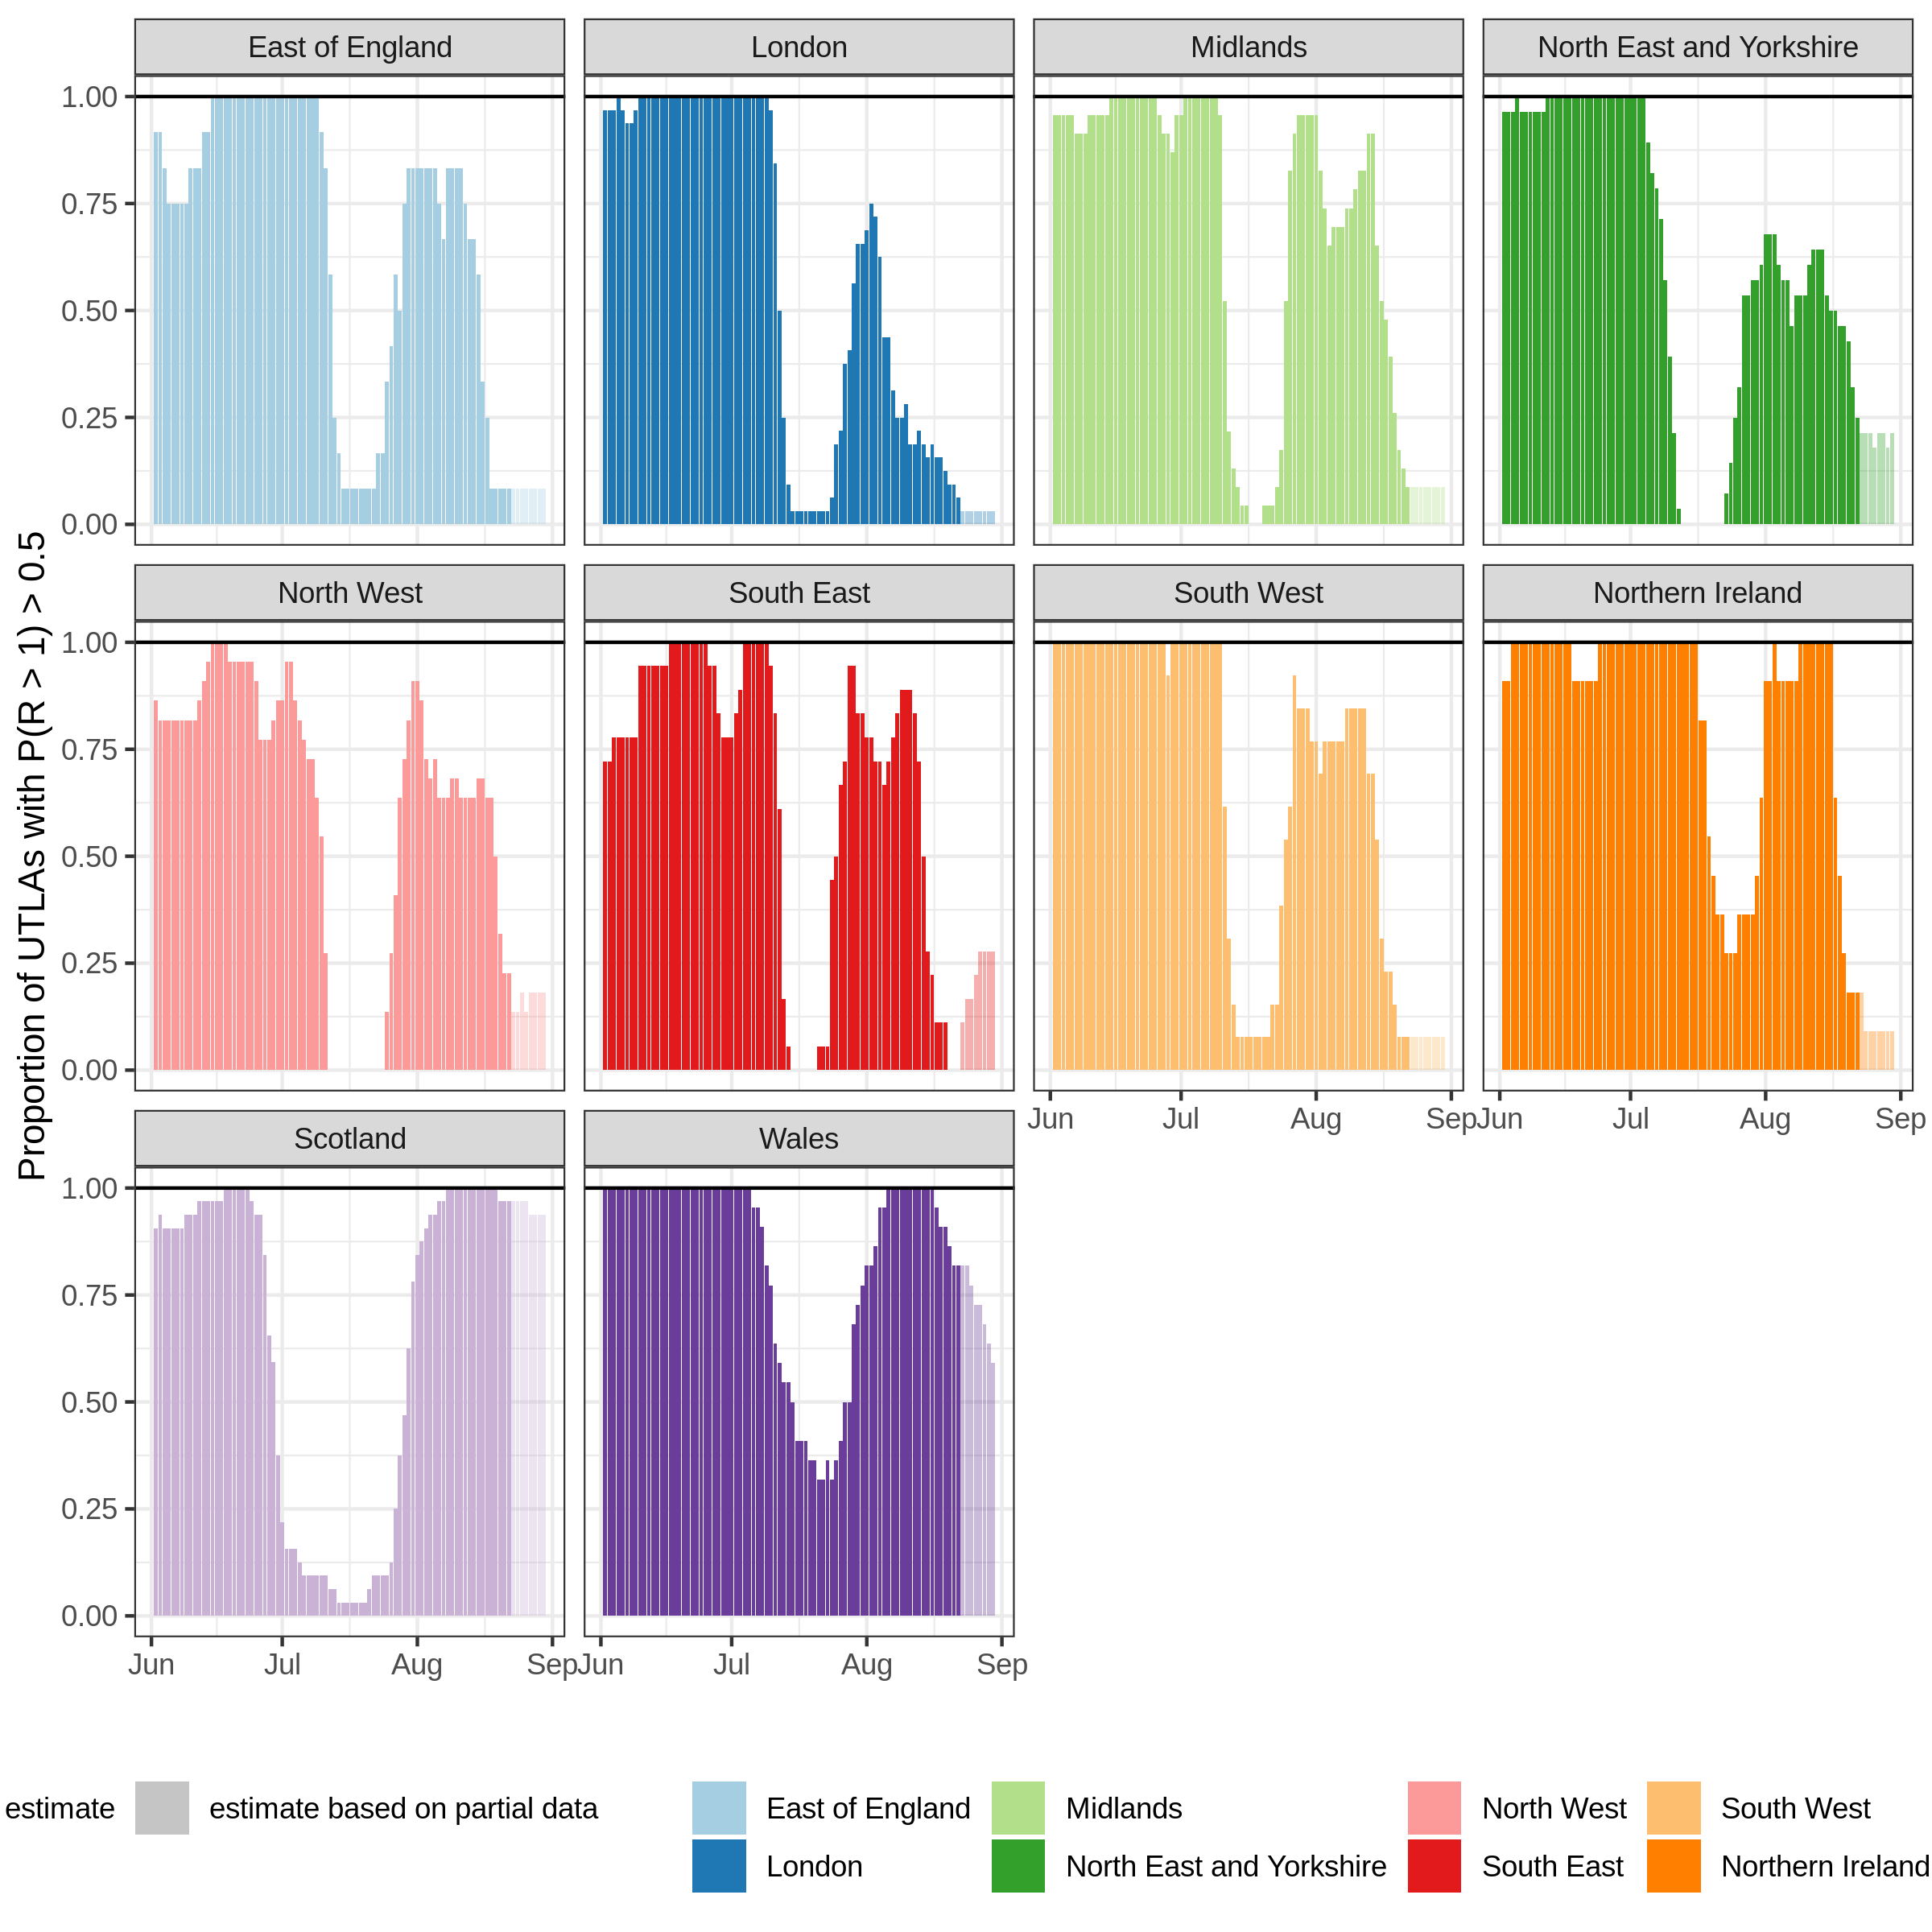 East of England
London
Midlands
North East and Yorkshire
1.00
0.75
0.50
0.25
0.00
Proportion of UTLAs with P(R > 1) > 0.5
North West
South East
South West
Northern Ireland
1.00
0.75
0.50
0.25
0.00
Jun Jul Aug Sep
Jun Jul Aug Sep
Scotland
Wales
1.00
0.75
0.50
0.25
0.00
Jun Jul Aug Sep
Jun Jul Aug Sep
estimate
estimate based on partial data
East of England
Midlands
North West
South West
London
North East and Yorkshire
South East
Northern Ireland